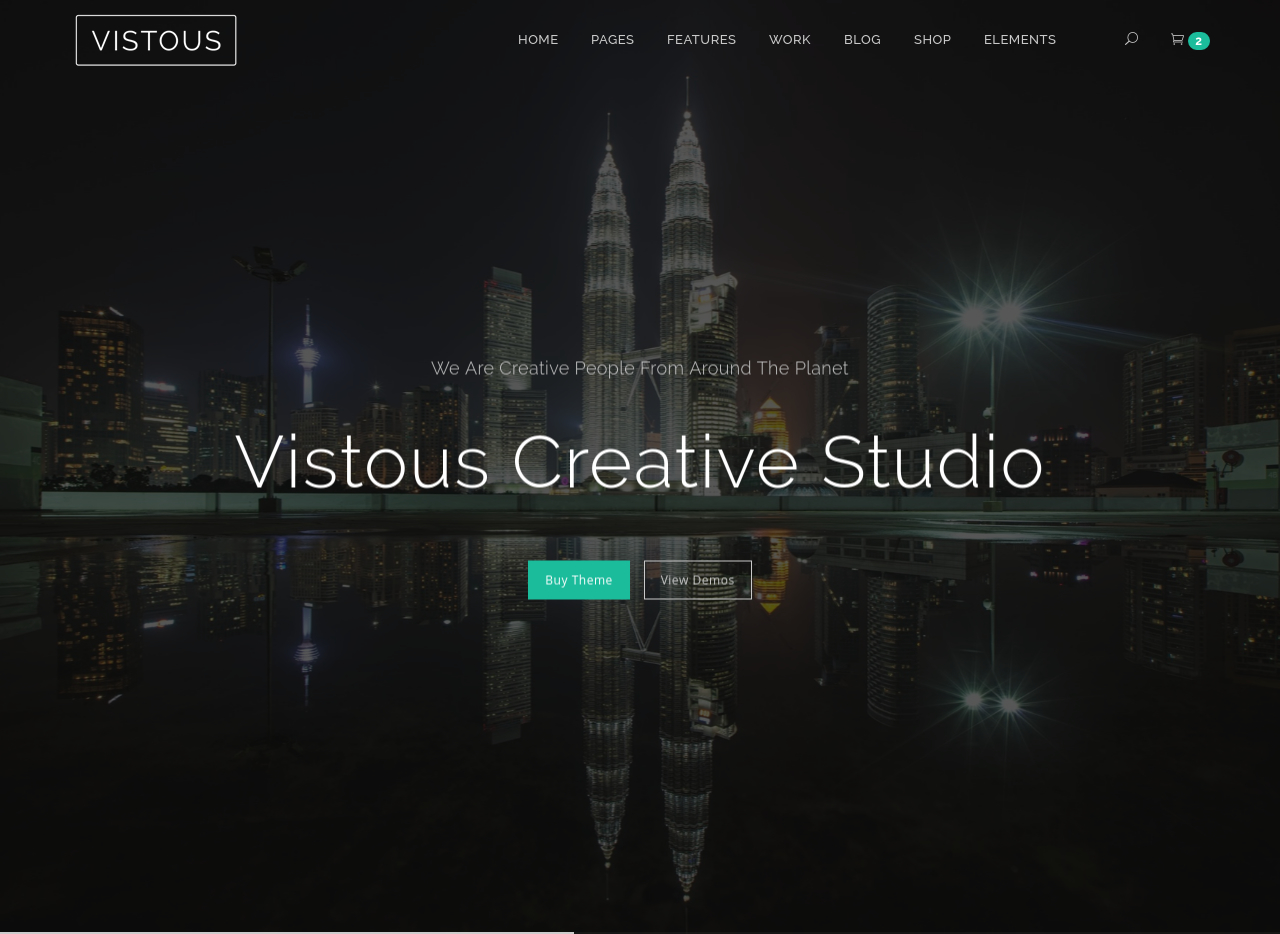 VISTOUS
HOME PAGES FEATURES WORK BLOG SHOP ELEMENTS 2
We Are Creative People From Around The Planet
Vistous Creative Studio
Buy Theme View Demos